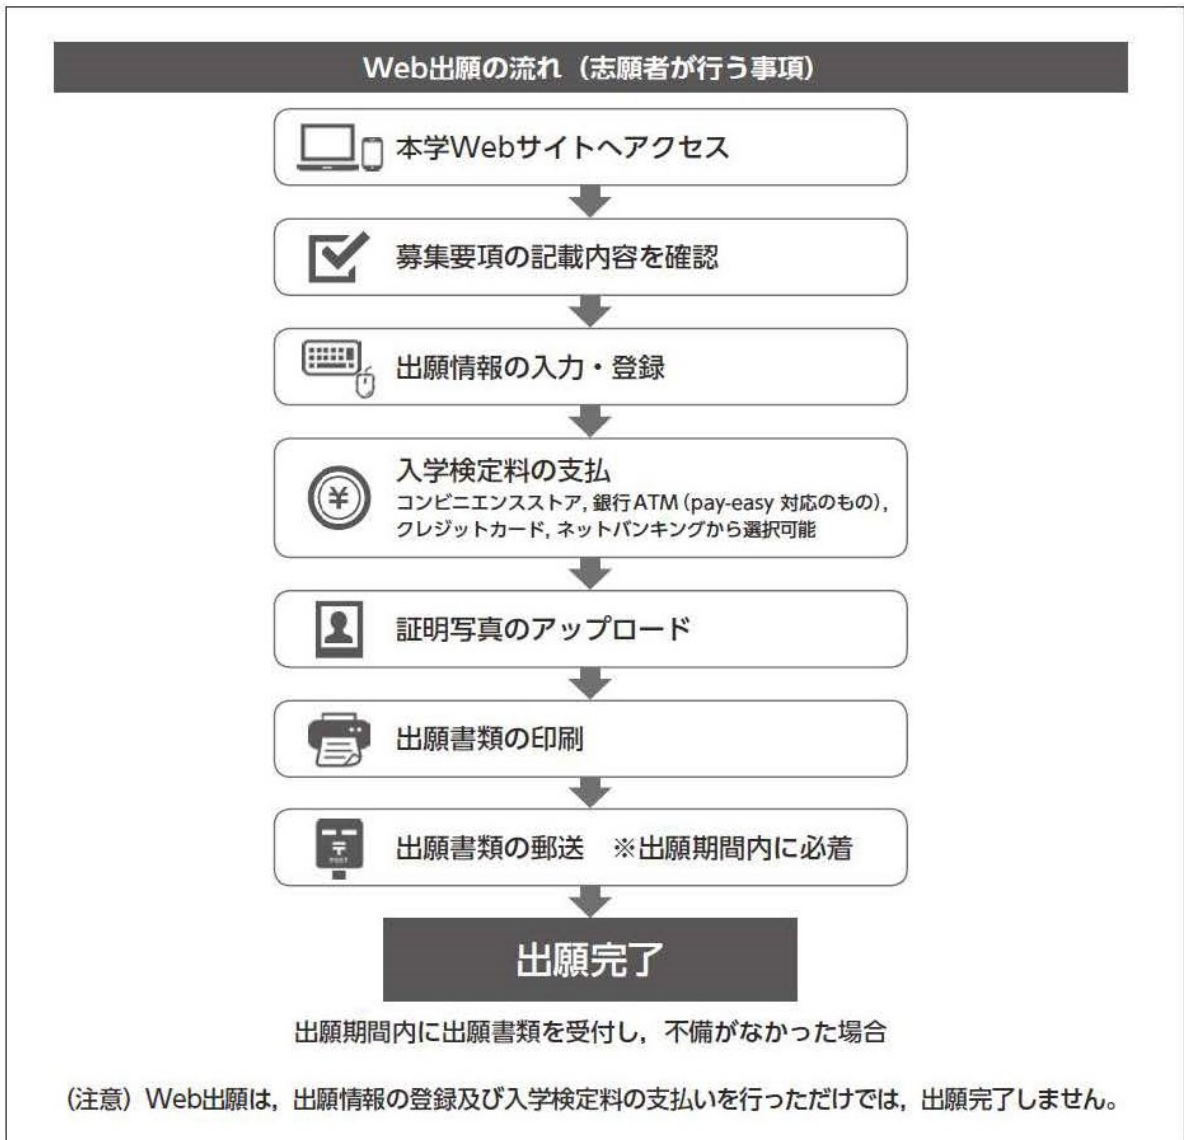 Web出願の流れ（志願者が行う事項）
本学Webサイトへアクセス
募集要項の記載内容を確認
出願情報の入力・登録
入学検定料の支払
コンビニエンスストア, 銀行ATM（pay-easy 対応のもの）,
クレジットカード, ネットバンキングから選択可能
証明写真のアップロード
出願書類の印刷
〒
POST
出願書類の郵送　※出願期間内に必着
出願完了
出願期間内に出願書類を受付し，不備がなかった場合
（注意）Web出願は，出願情報の登録及び入学検定料の支払いを行っただけでは，出願完了しません。